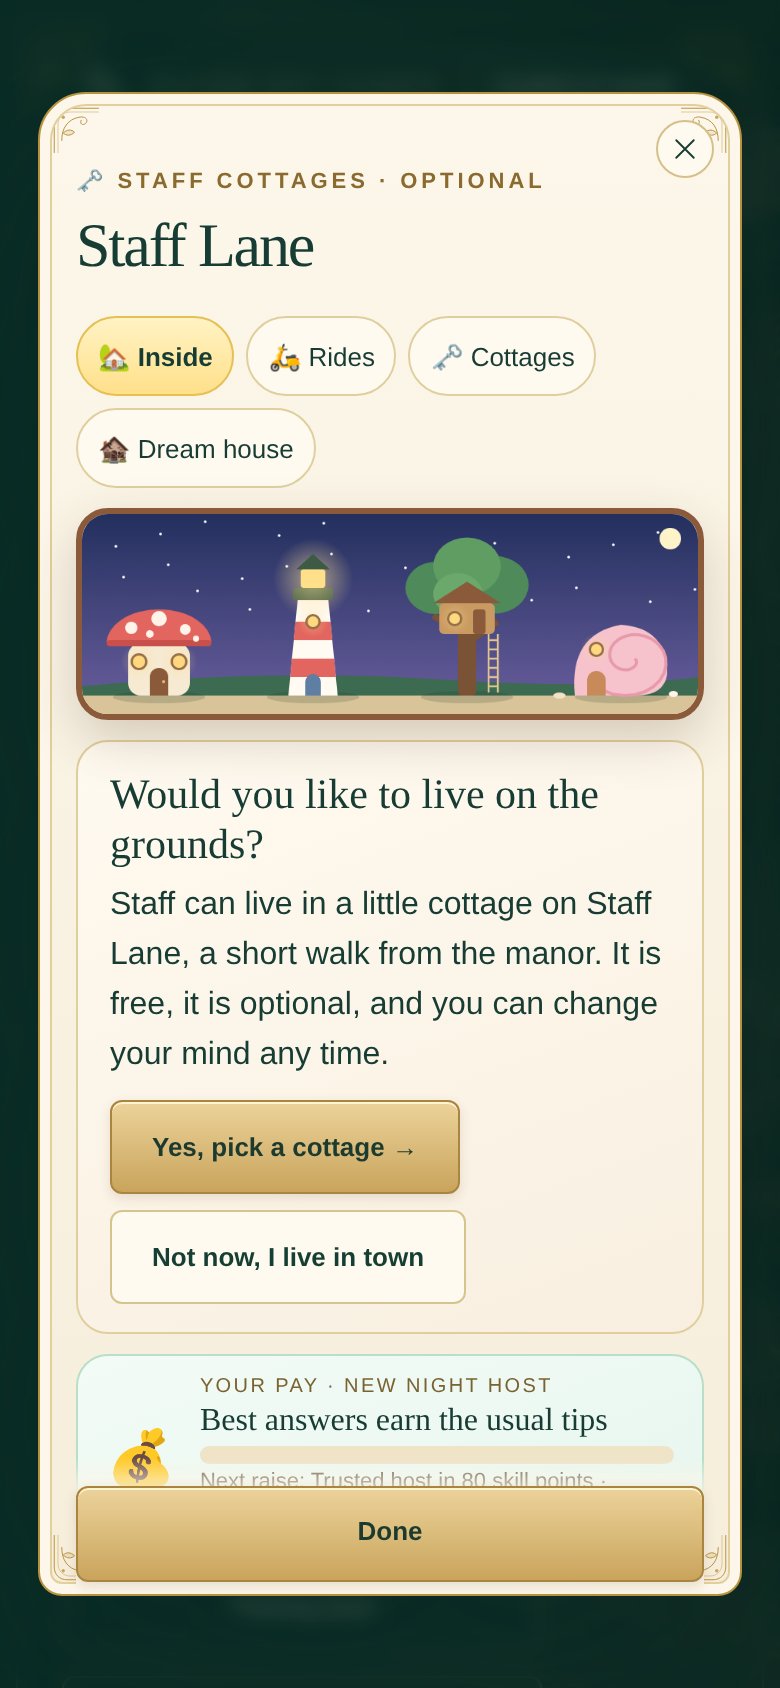 STAFF COTTAGES · OPTIONAL
Staff Lane
Inside
Rides
Cottages
Dream house
Would you like to live on the
grounds?
Staff can live in a little cottage on Staff
Lane, a short walk from the manor. It is
free, it is optional, and you can change
your mind any time.
Yes, pick a cottage →
Not now, I live in town
YOUR PAY · NEW NIGHT HOST
Best answers earn the usual tips
Next raise: Trusted host in 80 skill points ·
Done